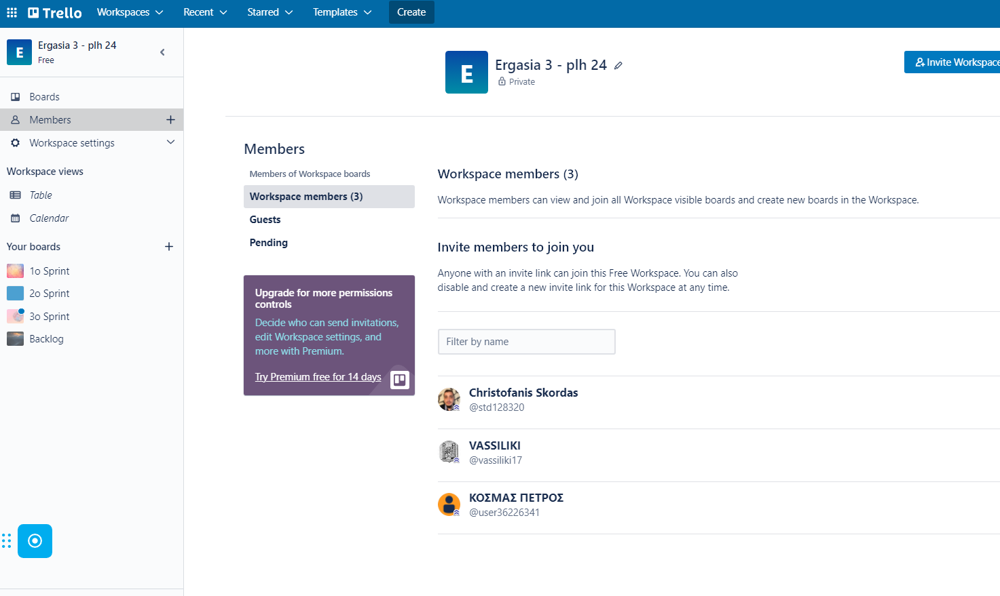 Trello Workspaces Recent Starred Templates Create
E Ergasia 3 - plh 24
Free
Boards
Members
Workspace settings
Workspace views
Table
Calendar
Your boards
1o Sprint
2o Sprint
3o Sprint
Backlog
E Ergasia 3 - plh 24
Private
Invite Workspace
Members
Members of Workspace boards
Workspace members (3)
Guests
Pending
Upgrade for more permissions
controls
Decide who can send invitations,
edit Workspace settings, and
more with Premium.
Try Premium free for 14 days
Workspace members (3)
Workspace members can view and join all Workspace visible boards and create new boards in the Workspace.
Invite members to join you
Anyone with an invite link can join this Free Workspace. You can also
disable and create a new invite link for this Workspace at any time.
Filter by name
Christofanis Skordas
@std128320
VASSILIKI
@vassiliki17
ΚΟΣΜΑΣ ΠΕΤΡΟΣ
@user36226341